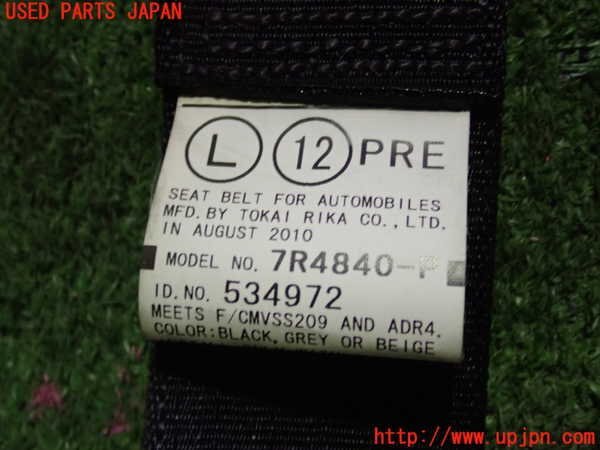 USED PARTS JAPAN
L 12 PRE
SEAT BELT FOR AUTOMOBILES
MFD. BY TOKAI RIKA CO., LTD.
IN AUGUST 2010
MODEL NO. 7R4840-P
ID. NO. 534972
MEETS F/CMVSS209 AND ADR4.
COLOR:BLACK, GREY OR BEIGE
http://www.upjpn.com/